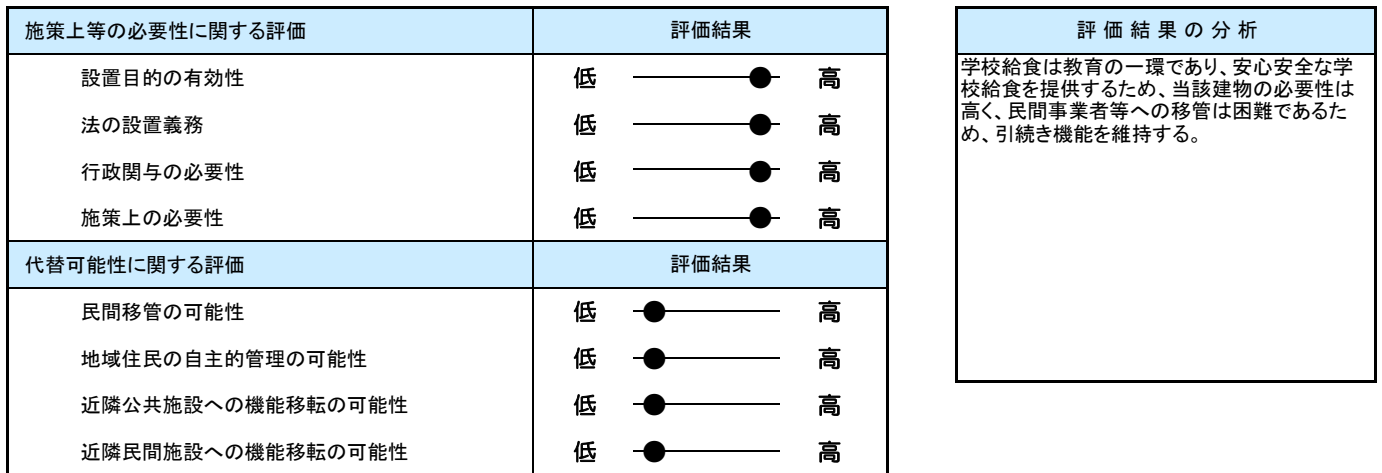 施策上等の必要性に関する評価 評価結果
設置目的の有効性 低 高
法の設置義務 低 高
行政関与の必要性 低 高
施策上の必要性 低 高
代替可能性に関する評価 評価結果
民間移管の可能性 低 高
地域住民の自主的管理の可能性 低 高
近隣公共施設への機能移転の可能性 低 高
近隣民間施設への機能移転の可能性 低 高
評価結果の分析
学校給食は教育の一環であり、安心安全な学
校給食を提供するため、当該建物の必要性は
高く、民間事業者等への移管は困難であるた
め、引続き機能を維持する。